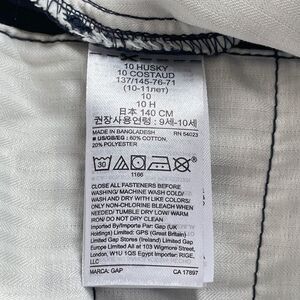 10 HUSKY
10 COSTAUD
137/145-76-71
(10-11лет)
10
10 H
日本 140 CM
권장사용연령 : 9세-10세
MADE IN BANGLADESH RN 54023
■ US/GB/EG : 60% COTTON,
20% POLYESTER
30
1166
CLOSE ALL FASTENERS BEFORE
WASHING/ MACHINE WASH COLD/
WASH AND DRY WITH LIKE COLORS/
ONLY NON-CHLORINE BLEACH WHEN
NEEDED/ TUMBLE DRY LOW/ WARM
IRON/ DO NOT DRY CLEAN
Imported By/Importé Par: Gap (UK
Holdings) Limited: GPS (Great Britain)
Limited Gap Stores (Ireland) Limited Gap
Europe Limited All at 103 Wigmore Street,
London, W1U 1QS Egypt Importer: RIGE,
LLC
MARCA: GAP CA 17897